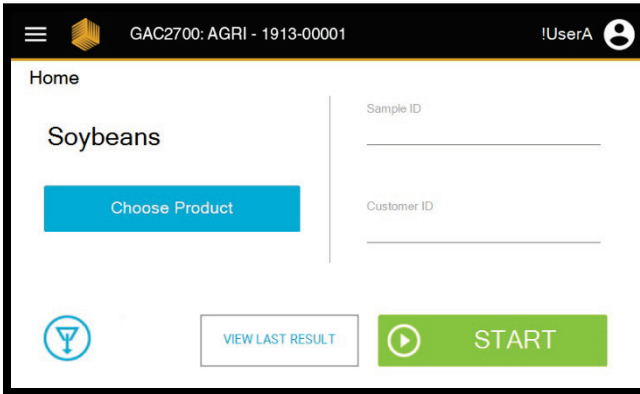 GAC2700: AGRI - 1913-00001
!UserA
Home
Soybeans
Choose Product
Sample ID
Customer ID
VIEW LAST RESULT
START